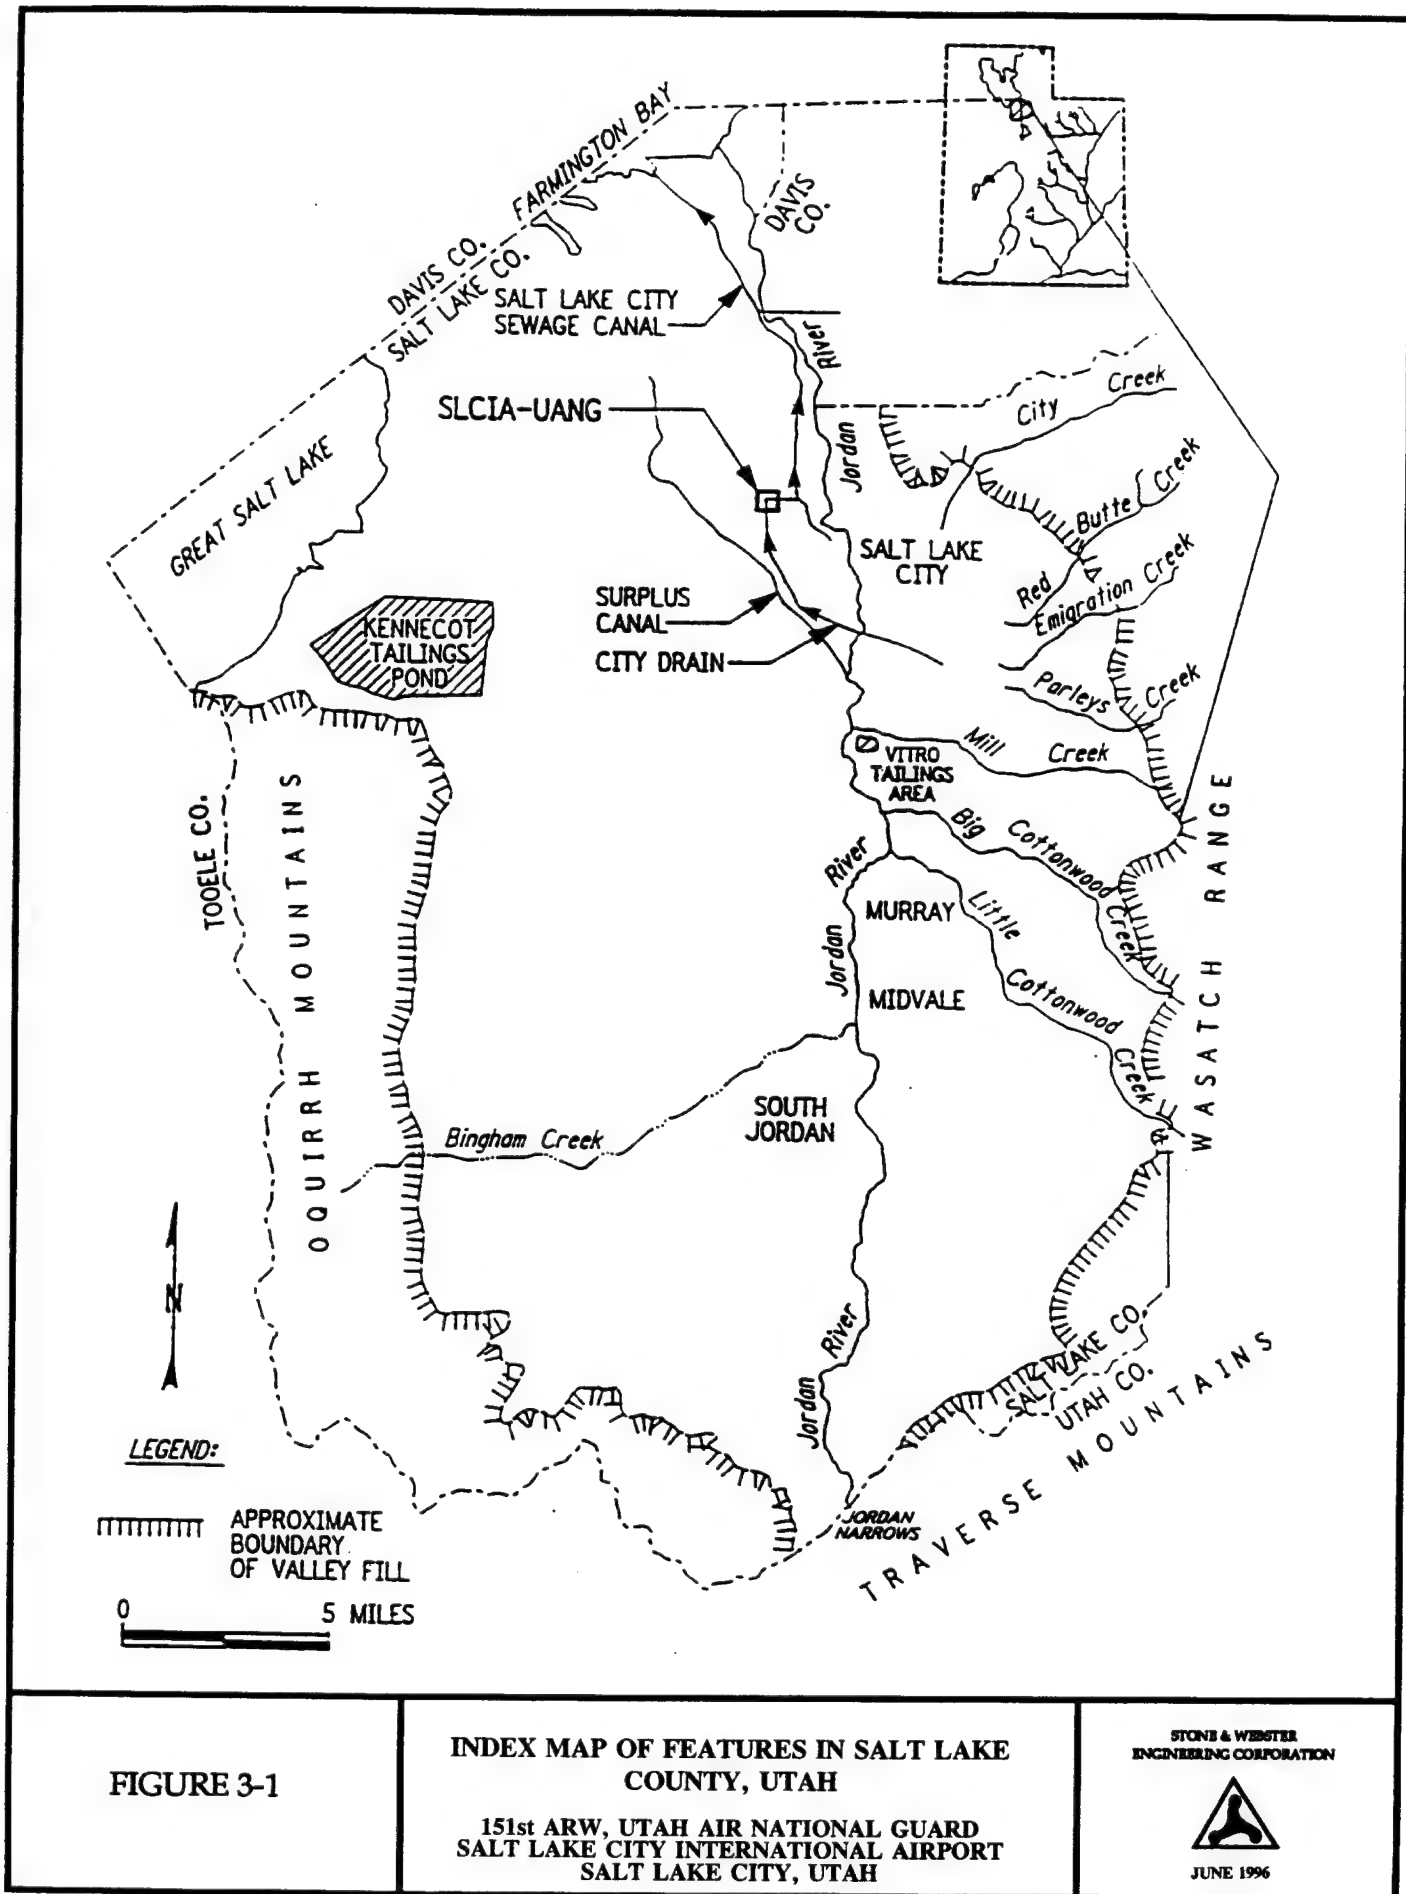 FARMINGTON BAY
DAVIS CO.
SALT LAKE CO.
DAVIS
CO.
SALT LAKE CITY
SEWAGE CANAL
River
Jordan
SLCIA-UANG
City Creek
Red Butte Creek
Emigration Creek
Parleys Creek
GREAT SALT LAKE
SALT LAKE
CITY
SURPLUS
CANAL
CITY DRAIN
KENNECOT
TAILINGS
POND
Mill Creek
VITRO
TAILINGS
AREA
Big Cottonwood Creek
Little Cottonwood Creek
TOOELE CO.
OQUIRRH MOUNTAINS
WASATCH RANGE
River
Jordan
MURRAY
MIDVALE
SOUTH
JORDAN
Bingham Creek
River
Jordan
SALT LAKE CO.
UTAH CO.
TRAVERSE MOUNTAINS
JORDAN
NARROWS
N
LEGEND:
APPROXIMATE
BOUNDARY
OF VALLEY FILL
0 5 MILES
FIGURE 3-1
INDEX MAP OF FEATURES IN SALT LAKE
COUNTY, UTAH
151st ARW, UTAH AIR NATIONAL GUARD
SALT LAKE CITY INTERNATIONAL AIRPORT
SALT LAKE CITY, UTAH
STONE & WEBSTER
ENGINEERING CORPORATION
JUNE 1996